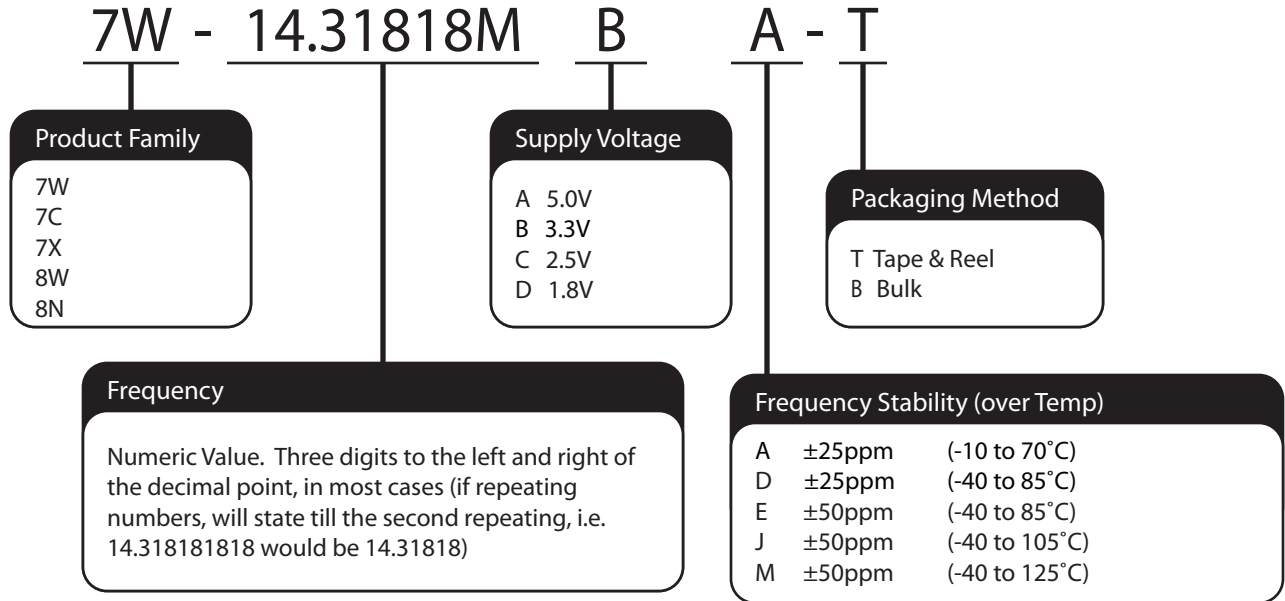 7W - 14.31818M B A - T
Product Family
7W
7C
7X
8W
8N
Supply Voltage
A 5.0V
B 3.3V
C 2.5V
D 1.8V
Packaging Method
T Tape & Reel
B Bulk
Frequency
Numeric Value. Three digits to the left and right of
the decimal point, in most cases (if repeating
numbers, will state till the second repeating, i.e.
14.318181818 would be 14.31818)
Frequency Stability (over Temp)
A ±25ppm (-10 to 70˚C)
D ±25ppm (-40 to 85˚C)
E ±50ppm (-40 to 85˚C)
J ±50ppm (-40 to 105˚C)
M ±50ppm (-40 to 125˚C)